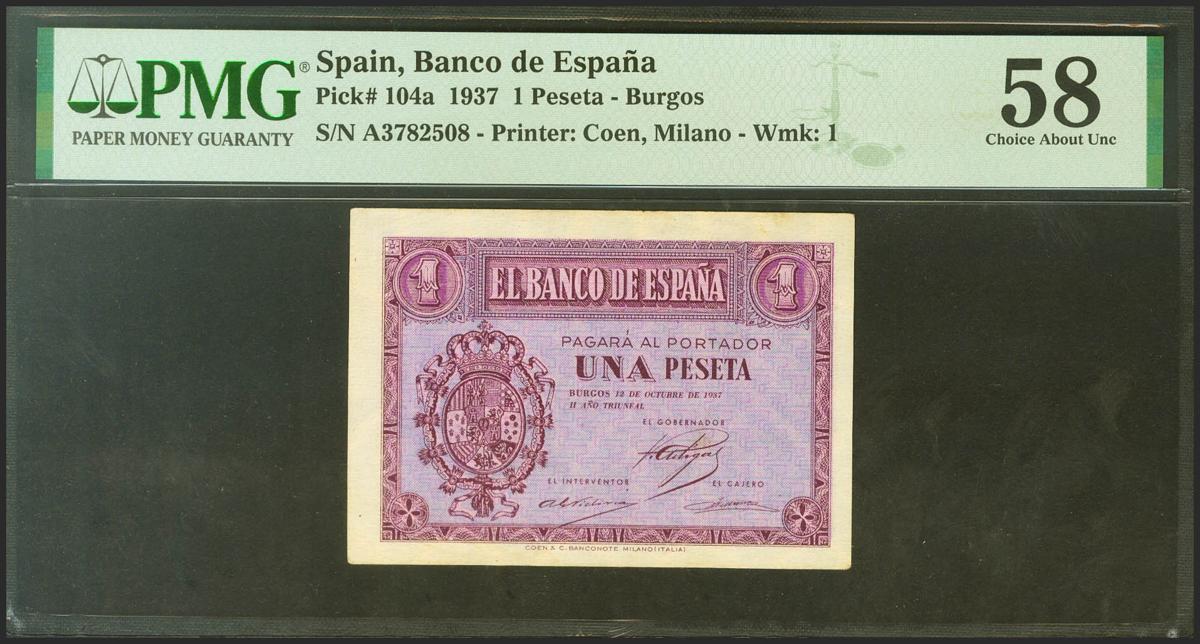 PMG®
PAPER MONEY GUARANTY
Spain, Banco de España
Pick# 104a 1937 1 Peseta - Burgos
S/N A3782508 - Printer: Coen, Milano - Wmk: 1
58
Choice About Unc
1 EL BANCO DE ESPAÑA 1
PAGARÁ AL PORTADOR
UNA PESETA
BURGOS 12 DE OCTUBRE DE 1937
II AÑO TRIUNFAL
EL GOBERNADOR
EL INTERVENTOR
EL CAJERO
COEN & C. BANCONOTE MILANO (ITALIA)